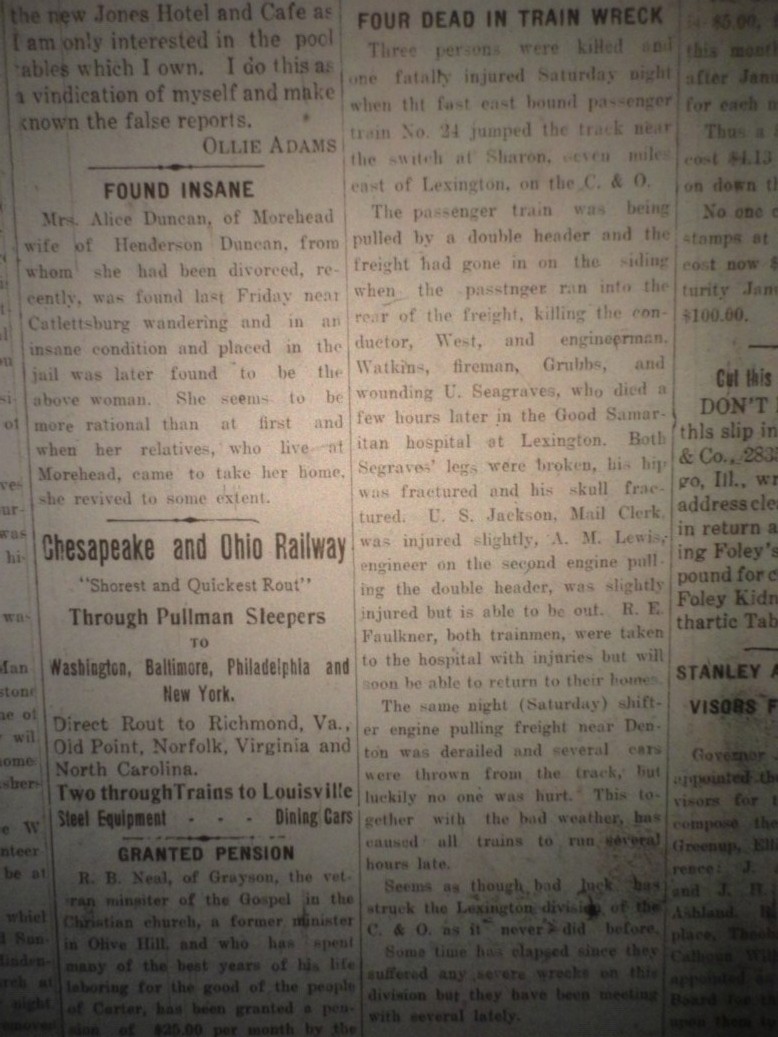 the new Jones Hotel and Cafe as
I am only interested in the pool
tables which I own. I do this as
a vindication of myself and make
known the false reports.
OLLIE ADAMS
FOUND INSANE
Mrs. Alice Duncan, of Morehead
wife of Henderson Duncan, from
whom she had been divorced, re-
cently, was found last Friday near
Catlettsburg wandering and in an
insane condition and placed in the
jail was later found to be the
above woman. She seems to be
more rational than at first and
when her relatives, who live at
Morehead, came to take her home,
she revived to some extent.
Chesapeake and Ohio Railway
"Shorest and Quickest Rout"
Through Pullman Sleepers
TO
Washington, Baltimore, Philadelphia and
New York.
Direct Rout to Richmond, Va.,
Old Point, Norfolk, Virginia and
North Carolina.
Two through Trains to Louisville
Steel Equipment - - - Dining Cars
GRANTED PENSION
R. B. Neal, of Grayson, the vet-
eran minsiter of the Gospel in the
Christian church, a former minister
in Olive Hill, and who has spent
many of the best years of his life
laboring for the good of the people
of Carter, has been granted a pen-
sion of $25.00 per month by the
FOUR DEAD IN TRAIN WRECK
Three persons were killed and
one fatally injured Saturday night
when tht fast east bound passenger
train No. 24 jumped the track near
the switch at Sharon, seven miles
east of Lexington, on the C. & O.
The passenger train was being
pulled by a double header and the
freight had gone in on the siding
when the passtnger ran into the
rear of the freight, killing the con-
ductor, West, and engineerman,
Watkins, fireman, Grubbs, and
wounding U. Seagraves, who died a
few hours later in the Good Samar-
itan hospital at Lexington. Both
Segraves' legs were broken, his hip
was fractured and his skull frac-
tured. U. S. Jackson, Mail Clerk,
was injured slightly, A. M. Lewis,
engineer on the second engine pull-
ing the double header, was slightly
injured but is able to be out. R. E.
Faulkner, both trainmen, were taken
to the hospital with injuries but will
soon be able to return to their homes.
The same night (Saturday) shift-
er engine pulling freight near Den-
ton was derailed and several cars
were thrown from the track, but
luckily no one was hurt. This to-
gether with the bad weather, has
caused all trains to run several
hours late.
Seems as though bad luck has
struck the Lexington division of the
C. & O. as it never did before.
Some time has elapsed since they
suffered any severe wrecks on this
division but they have been meeting
with several lately.
$5.00,
this mont
after Janu
for each
Thus a
cost $4.13
on down t
No one
stamps at
cost now $
turity Jan
$100.00.
Cut this
DON'T
this slip in
& Co., 283
go, Ill., wr
address clea
in return a
ing Foley's
pound for c
Foley Kidn
thartic Tab
STANLEY A
VISORS F
Governor
appointed the
visors for t
compose the
Greenup, Ell
rence: J.
and J. H.
Ashland,
place, Theo
Calhoun Wil
appointed
Board for th
upon them to